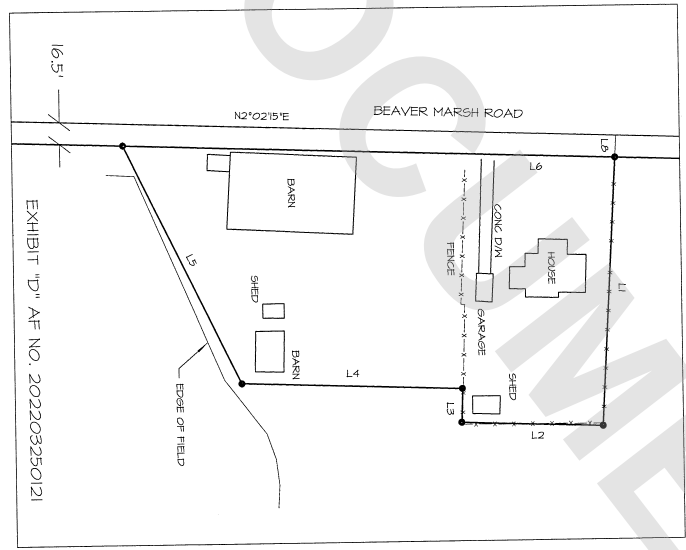 16.5'
N2°02'15"E
BEAVER MARSH ROAD
L8
L6
BARN
CONC D/W
HOUSE
L1
FENCE
L5
SHED
GARAGE
BARN
L4
SHED
L3
L2
EDGE OF FIELD
EXHIBIT "D" AF NO. 202203250121
OCUME